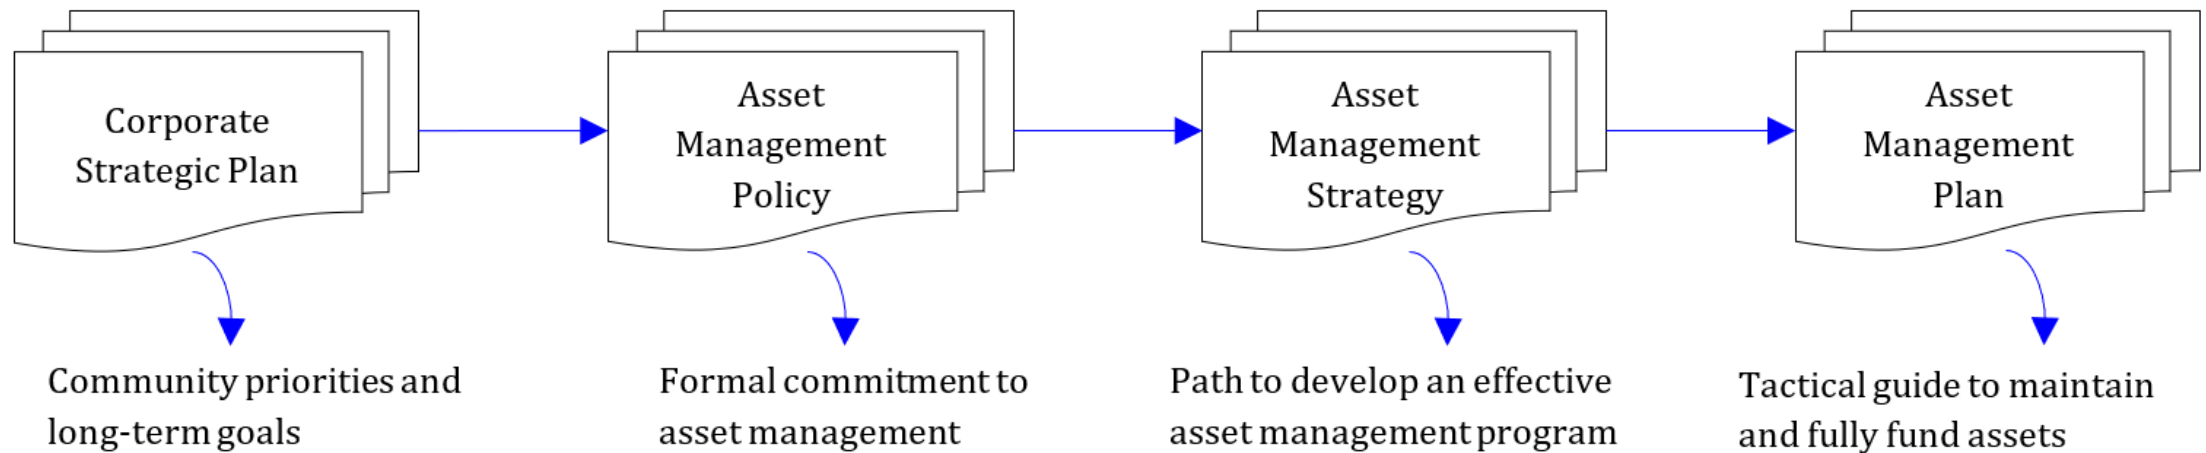 Corporate
Strategic Plan
Asset
Management
Policy
Asset
Management
Strategy
Asset
Management
Plan
Community priorities and
long-term goals
Formal commitment to
asset management
Path to develop an effective
asset management program
Tactical guide to maintain
and fully fund assets